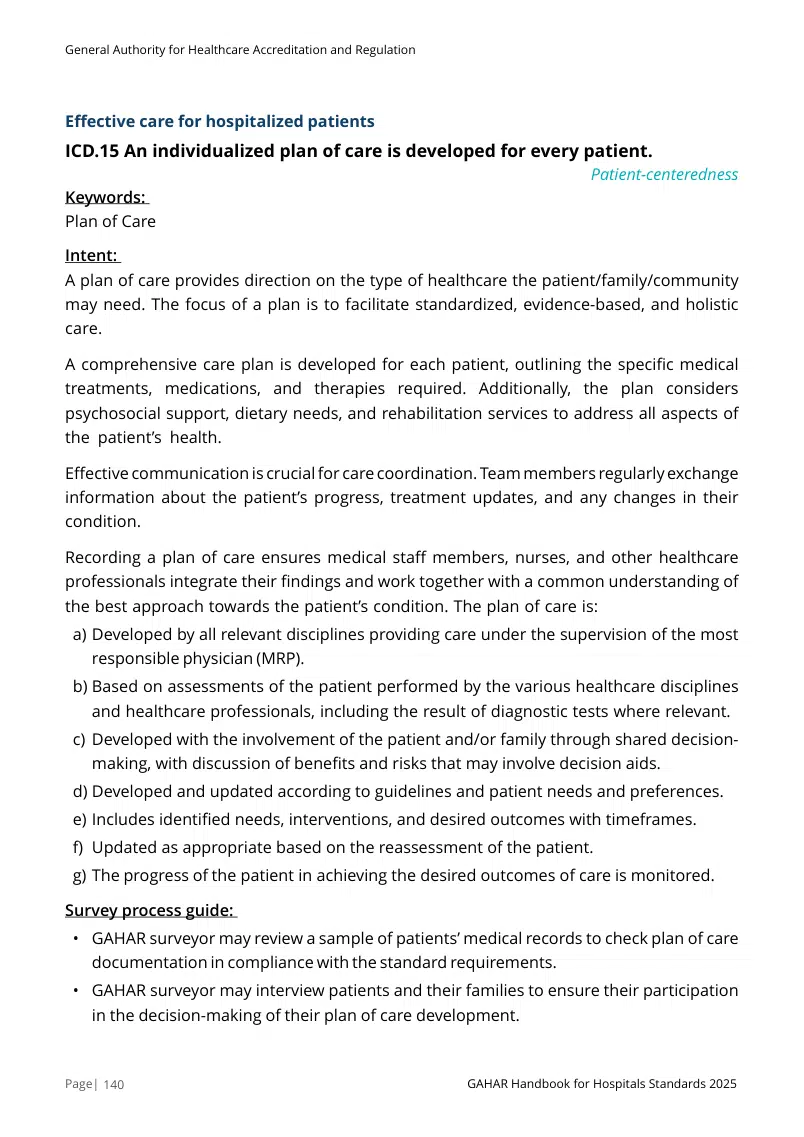 General Authority for Healthcare Accreditation and Regulation
Effective care for hospitalized patients
ICD.15 An individualized plan of care is developed for every patient.
Patient-centeredness
Keywords:
Plan of Care
Intent:
A plan of care provides direction on the type of healthcare the patient/family/community
may need. The focus of a plan is to facilitate standardized, evidence-based, and holistic
care.
A comprehensive care plan is developed for each patient, outlining the specific medical
treatments, medications, and therapies required. Additionally, the plan considers
psychosocial support, dietary needs, and rehabilitation services to address all aspects of
the patient’s health.
Effective communication is crucial for care coordination. Team members regularly exchange
information about the patient’s progress, treatment updates, and any changes in their
condition.
Recording a plan of care ensures medical staff members, nurses, and other healthcare
professionals integrate their findings and work together with a common understanding of
the best approach towards the patient’s condition. The plan of care is:
a) Developed by all relevant disciplines providing care under the supervision of the most
responsible physician (MRP).
b) Based on assessments of the patient performed by the various healthcare disciplines
and healthcare professionals, including the result of diagnostic tests where relevant.
c) Developed with the involvement of the patient and/or family through shared decision-
making, with discussion of benefits and risks that may involve decision aids.
d) Developed and updated according to guidelines and patient needs and preferences.
e) Includes identified needs, interventions, and desired outcomes with timeframes.
f) Updated as appropriate based on the reassessment of the patient.
g) The progress of the patient in achieving the desired outcomes of care is monitored.
Survey process guide:
• GAHAR surveyor may review a sample of patients’ medical records to check plan of care
documentation in compliance with the standard requirements.
• GAHAR surveyor may interview patients and their families to ensure their participation
in the decision-making of their plan of care development.
Page| 140
GAHAR Handbook for Hospitals Standards 2025